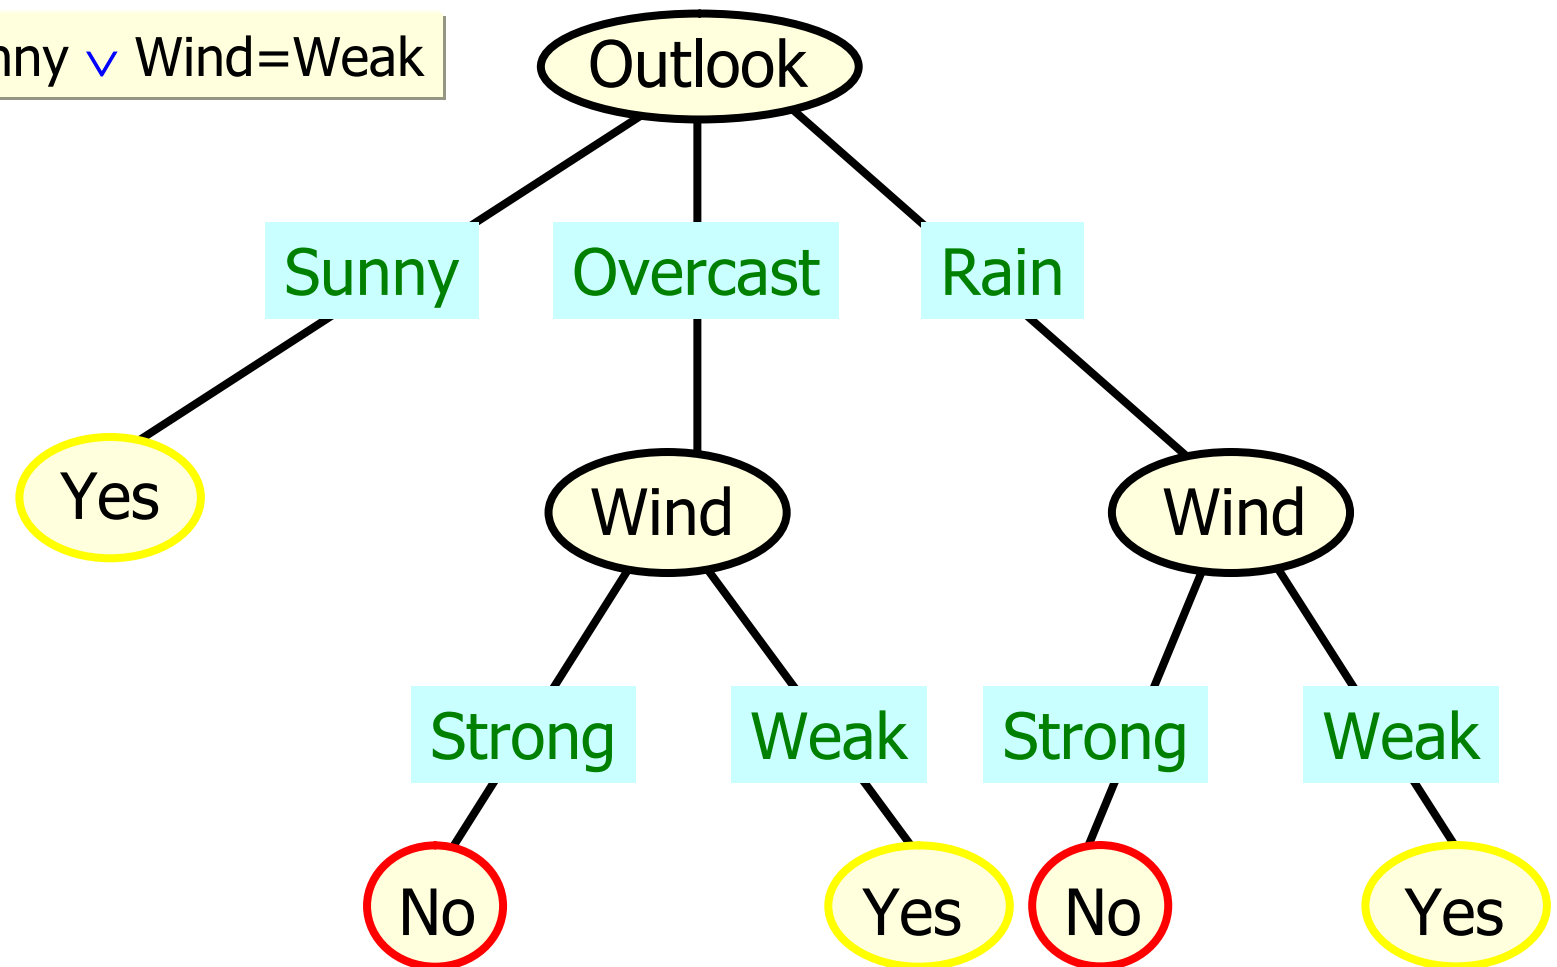 nny ∨ Wind=Weak
Outlook
Sunny Overcast Rain
Yes Wind Wind
Strong Weak Strong Weak
No Yes No Yes